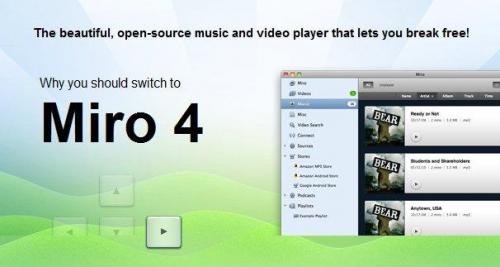 The beautiful, open-source music and video player that lets you break free!
Why you should switch to
Miro 4
Miro
Miro
Videos
Music
Misc
Video Search
Connect
Sources
Stores
Amazon MP3 Store
Amazon Android Store
Google Android Store
Podcasts
Playlists
Example Playlist
Name Artist Album Track Time
BEAR
Ready or Not
BEAR
Students and Shareholders
BEAR
Anytown, USA